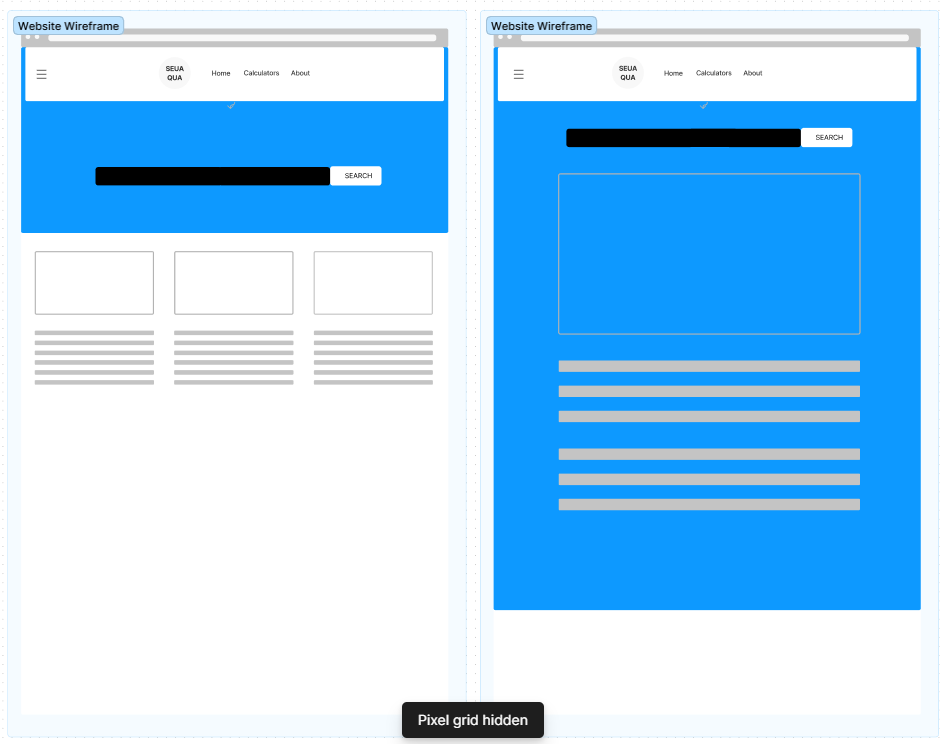 Website Wireframe
SEUA
QUA
Home
Calculators
About
SEARCH
Website Wireframe
SEUA
QUA
Home
Calculators
About
SEARCH
Pixel grid hidden